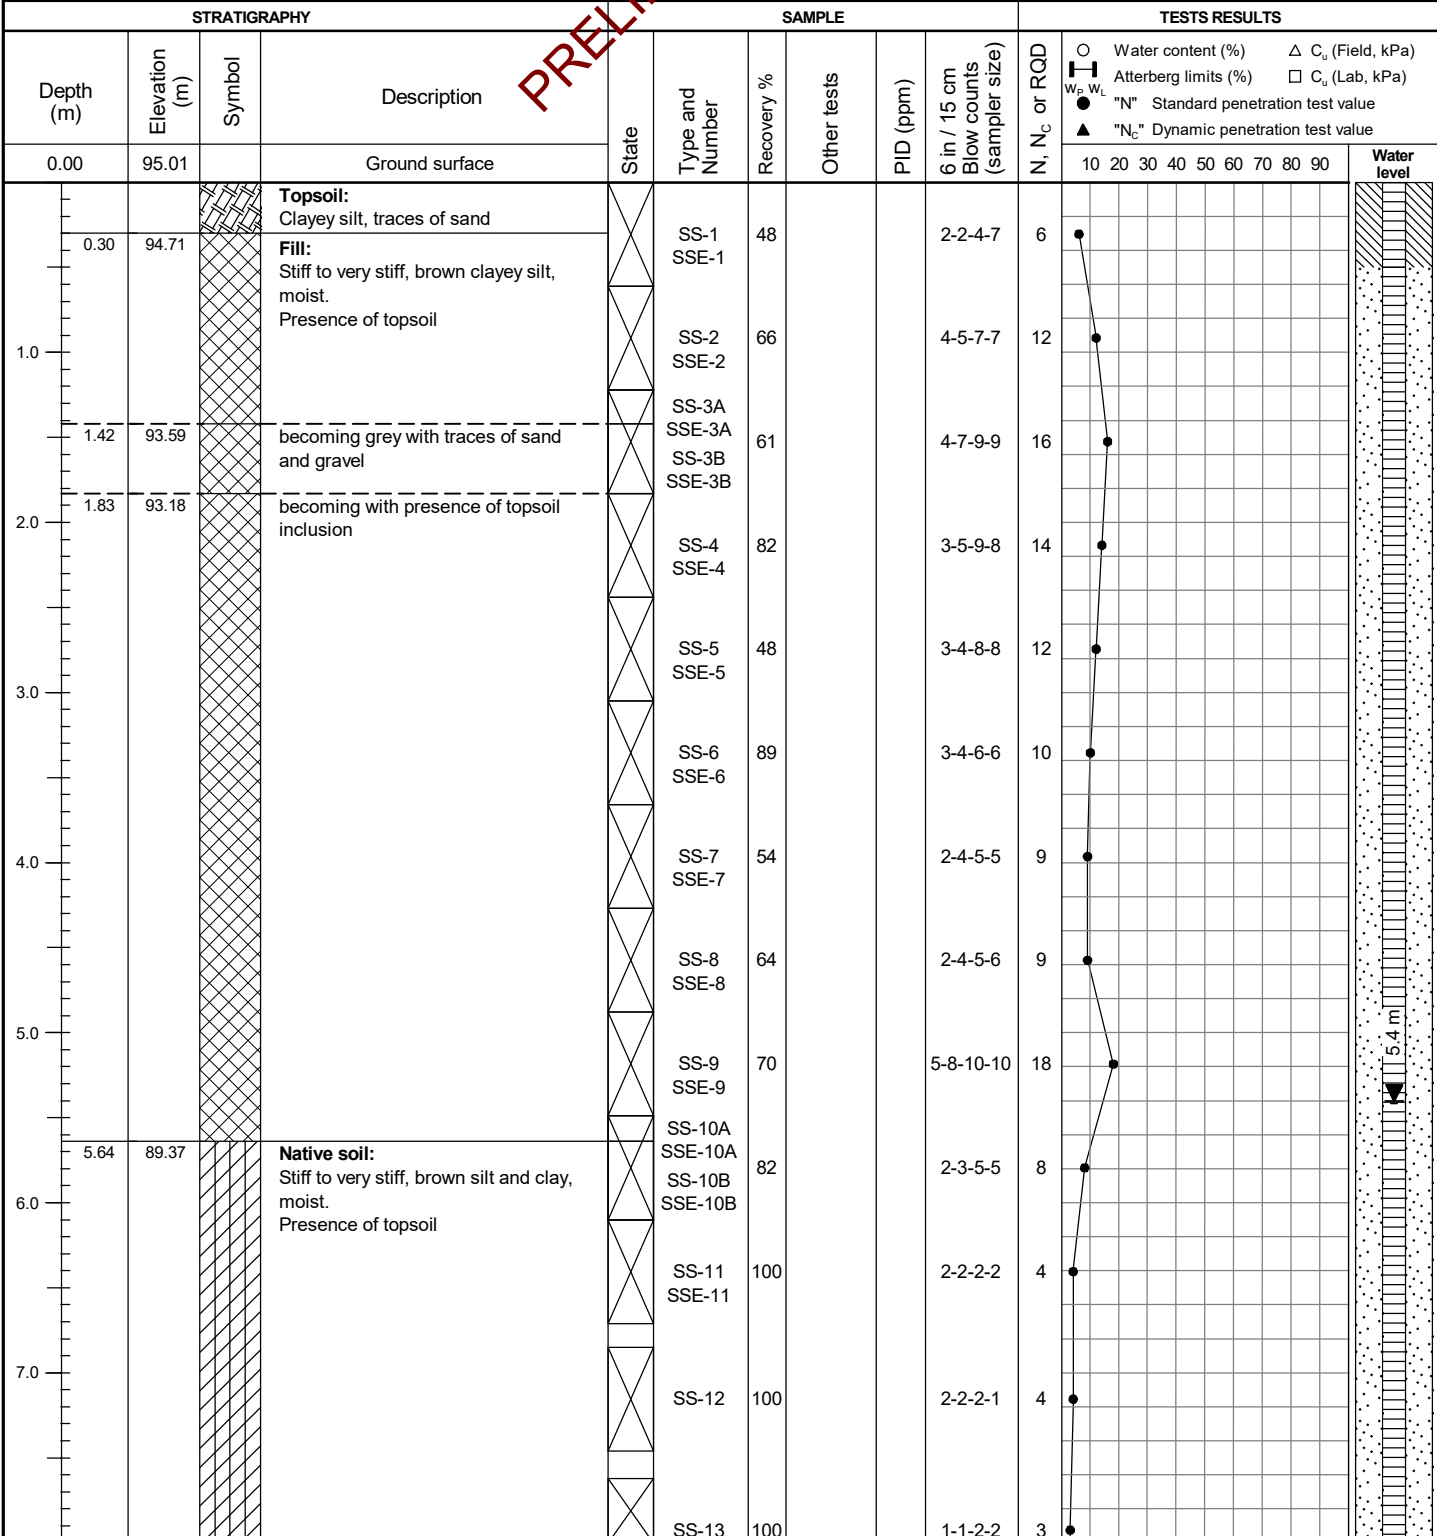 STRATIGRAPHY SAMPLE TESTS RESULTS
Depth (m)
Elevation (m)
Symbol
Description
State
Type and Number
Recovery %
Other tests
PID (ppm)
6 in / 15 cm
Blow counts
(sampler size)
N, N_C or RQD
Water content (%) C_u (Field, kPa)
Atterberg limits (%) C_u (Lab, kPa)
W_P W_L
"N" Standard penetration test value
"N_C" Dynamic penetration test value
10 20 30 40 50 60 70 80 90
Water level
0.00 95.01 Ground surface
Topsoil:
Clayey silt, traces of sand
SS-1 48 2-2-4-7 6
0.30 94.71 Fill:
SSE-1
Stiff to very stiff, brown clayey silt,
moist.
Presence of topsoil
SS-2 66 4-5-7-7 12
1.0
SSE-2
SS-3A
SSE-3A
1.42 93.59 becoming grey with traces of sand
61 4-7-9-9 16
and gravel
SS-3B
SSE-3B
1.83 93.18 becoming with presence of topsoil
2.0
inclusion
SS-4 82 3-5-9-8 14
SSE-4
SS-5 48 3-4-8-8 12
SSE-5
3.0
SS-6 89 3-4-6-6 10
SSE-6
4.0 SS-7 54 2-4-5-5 9
SSE-7
SS-8 64 2-4-5-6 9
SSE-8
5.0
5.4 m
SS-9 70 5-8-10-10 18
SSE-9
SS-10A
SSE-10A
5.64 89.37 Native soil:
82 2-3-5-5 8
Stiff to very stiff, brown silt and clay,
SS-10B
moist.
6.0
SSE-10B
Presence of topsoil
SS-11 100 2-2-2-2 4
SSE-11
7.0
SS-12 100 2-2-2-1 4
SS-13 100 1-1-2-2 3